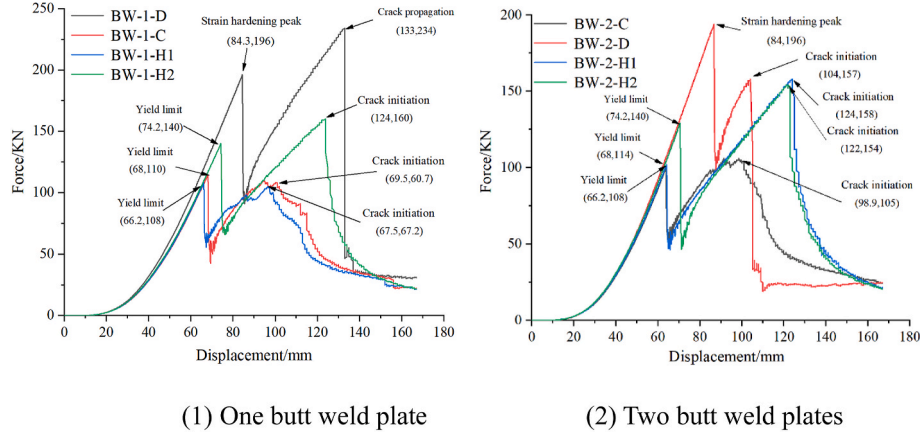 250
200
150
100
50
0
Force/KN
0 20 40 60 80 100 120 140 160 180
Displacement/mm
BW-1-D
BW-1-C
BW-1-H1
BW-1-H2
Strain hardening peak
(84.3,196)
Crack propagation
(133,234)
Yield limit
(74.2,140)
Crack initiation
(124,160)
Yield limit
(68,110)
Yield limit
(66.2,108)
Crack initiation
(69.5,60.7)
Crack initiation
(67.5,67.2)
(1) One butt weld plate
200
150
100
50
0
Force/KN
0 20 40 60 80 100 120 140 160 180
Displacement/mm
BW-2-C
BW-2-D
BW-2-H1
BW-2-H2
Strain hardening peak
(84,196)
Crack initiation
(104,157)
Yield limit
(74.2,140)
(124,158)
Crack initiation
(122,154)
Yield limit
(68,114)
Yield limit
(66.2,108)
Crack initiation
(98.9,105)
(2) Two butt weld plates